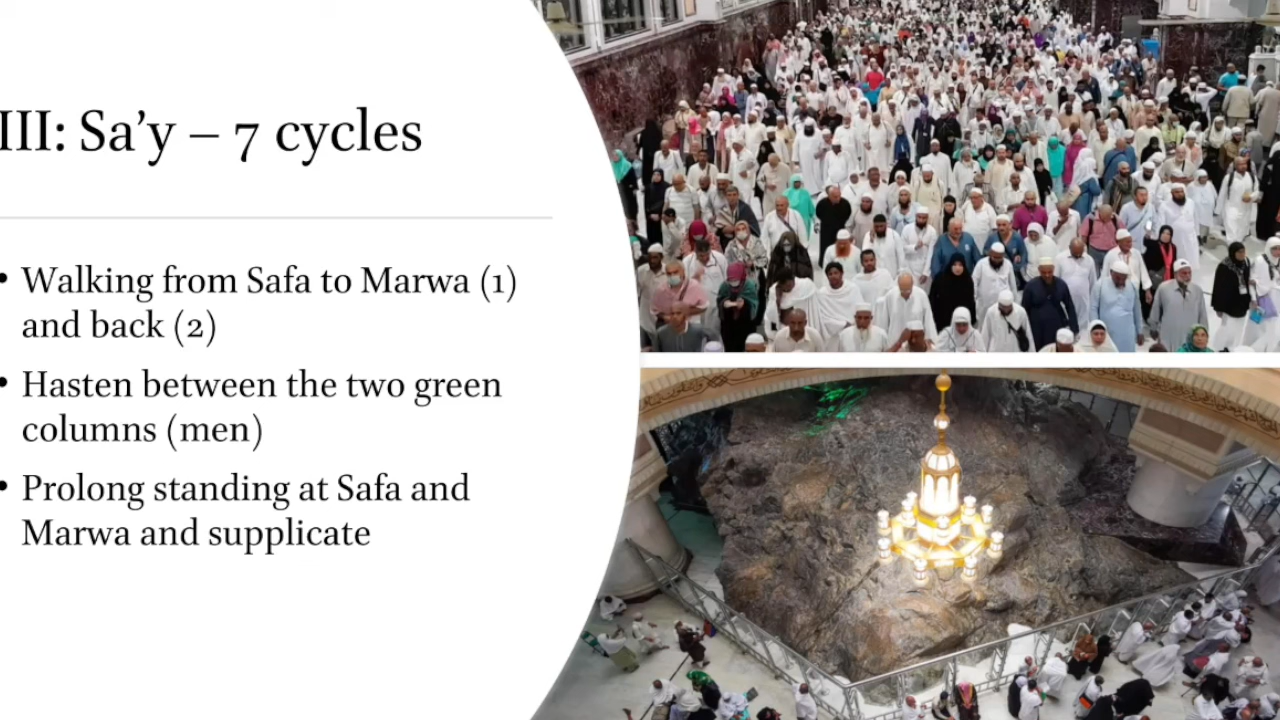 III: Sa’y – 7 cycles
• Walking from Safa to Marwa (1)
and back (2)
• Hasten between the two green
columns (men)
• Prolong standing at Safa and
Marwa and supplicate